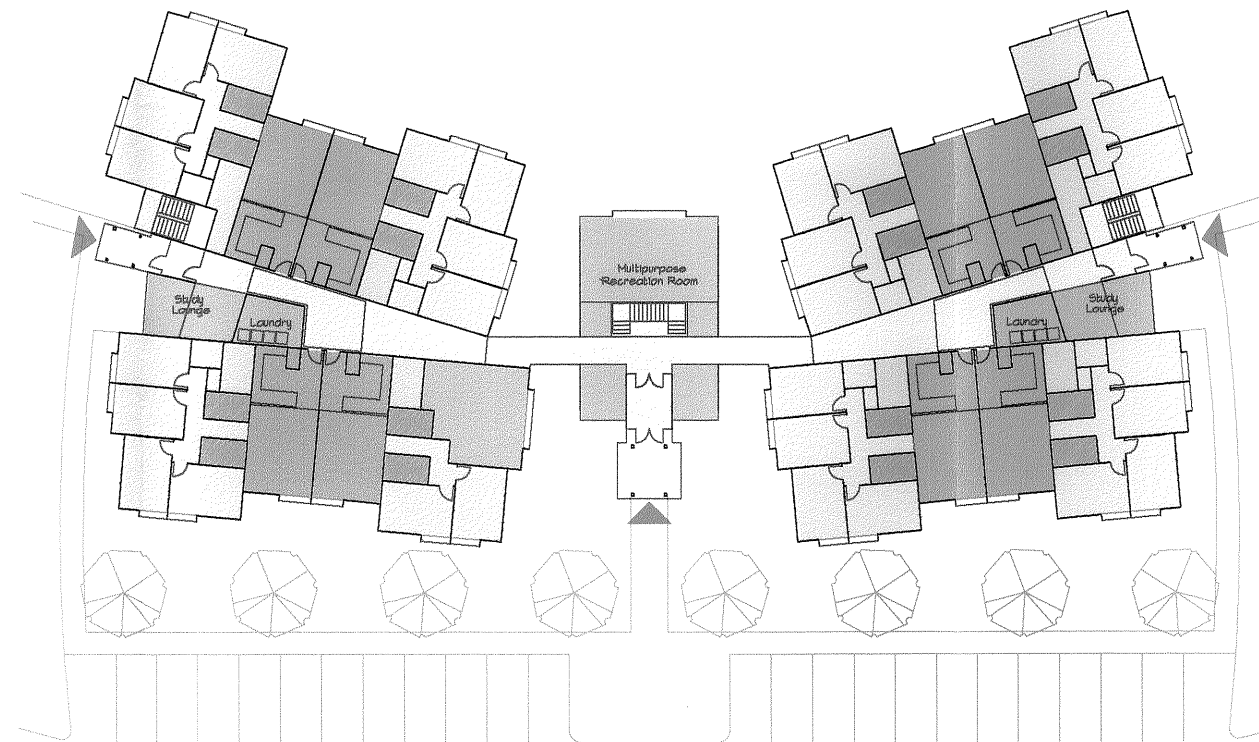 Multipurpose
Recreation Room
Study
Lounge
Laundry
Laundry
Study
Lounge